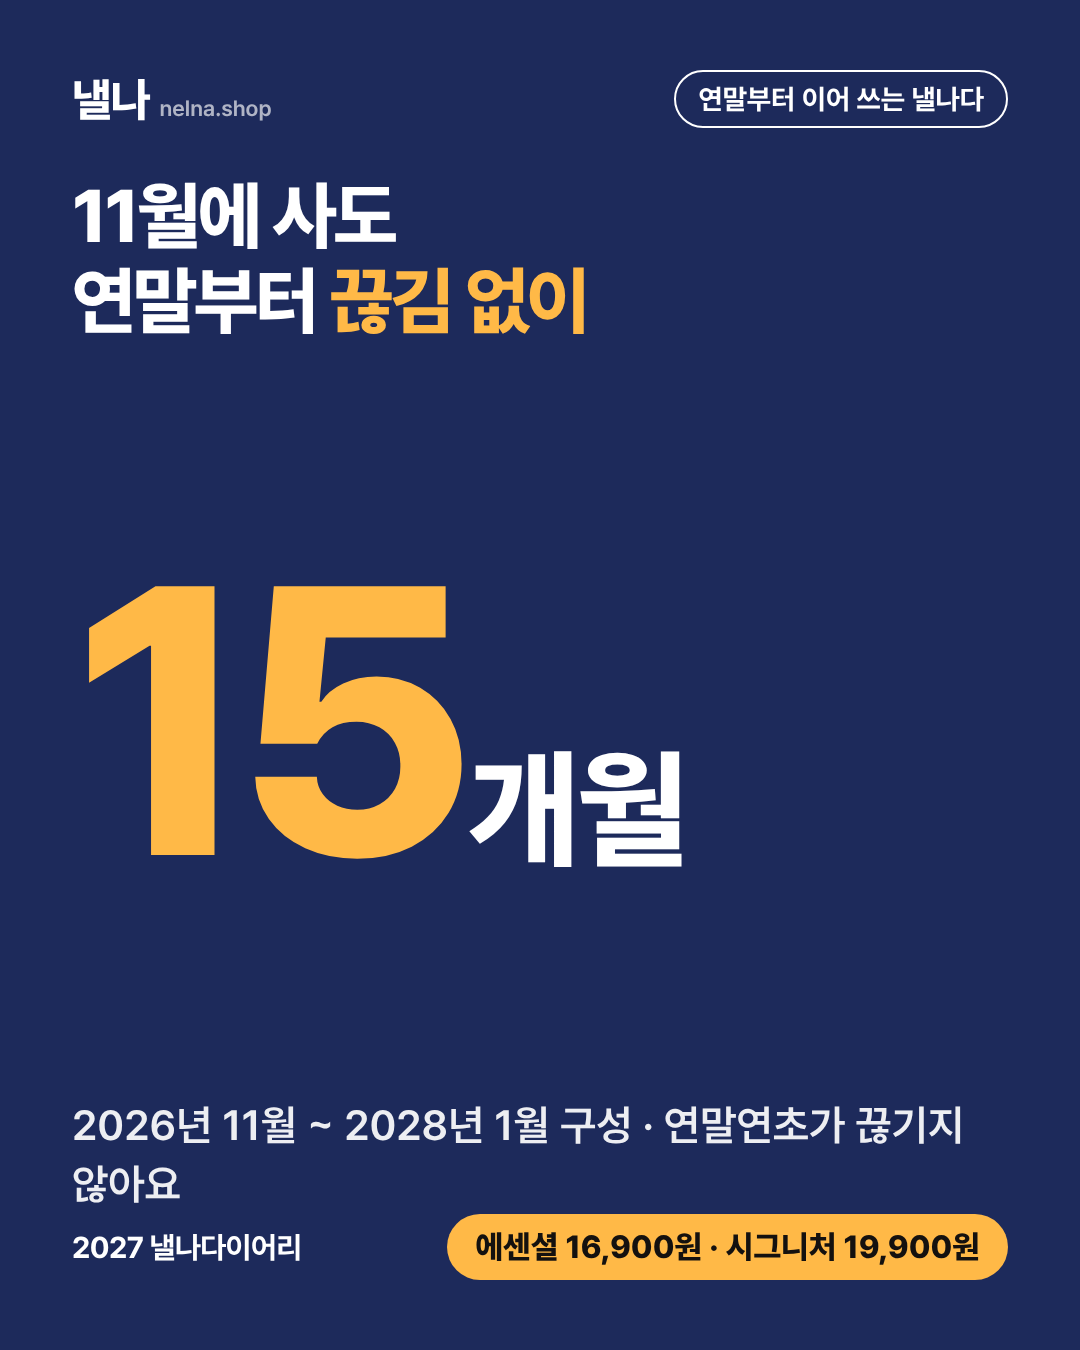 냴나 nelna.shop
연말부터 이어 쓰는 냴나다
11월에 사도
연말부터 끊김 없이
15개월
2026년 11월 ~ 2028년 1월 구성 · 연말연초가 끊기지
않아요
2027 냴나다이어리
에센셜 16,900원 · 시그니처 19,900원